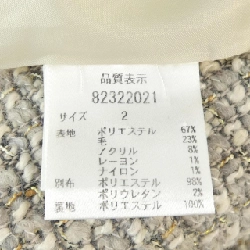 品質表示
82322021
サイズ 2
表地 ポリエステル 67%
毛 23%
アクリル 8%
レーヨン 1%
ナイロン 1%
別布 ポリエステル 98%
ポリウレタン 2%
裏地 ポリエステル 100%